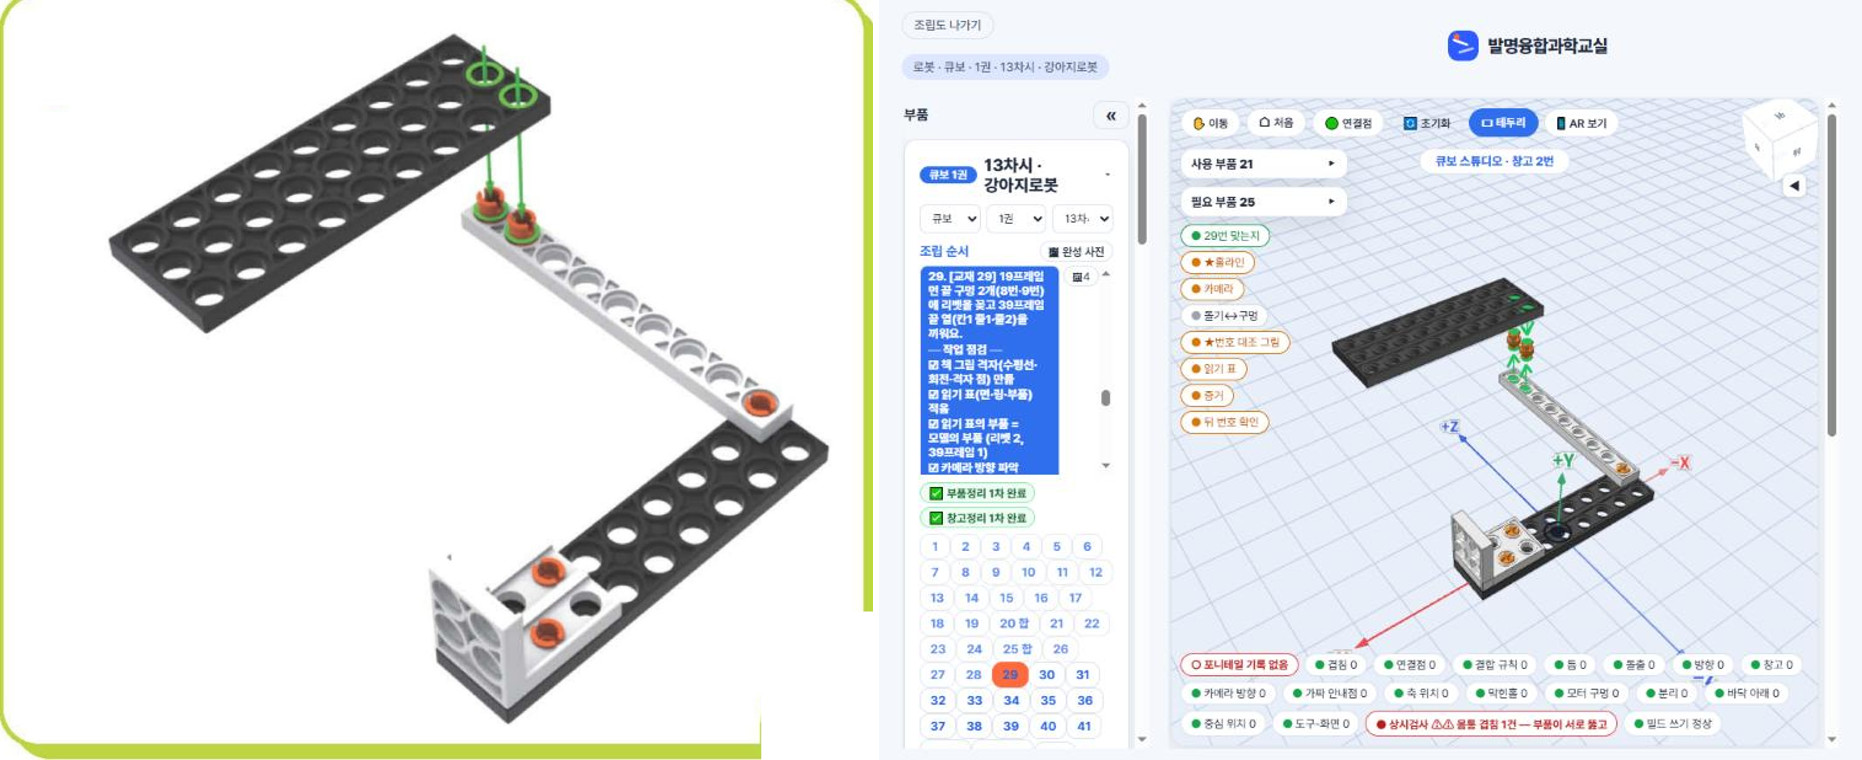 조립도 나가기
발명융합과학교실
로봇 · 큐보 · 1권 · 13차시 · 강아지로봇
부품
«
큐보 1권
13차시 ·
강아지로봇
큐보
1권
13차
조립 순서
완성 사진
29. [교재 29] 19프레임
면 끝 구멍 2개(8번·9번)
에 리벳을 꽂고 39프레임
끝 열(칸1 줄1·줄2)을
끼워요.
— 작업 점검 —
☑ 책 그림 격자(수평선·
회전·격자 점) 만듦
☑ 읽기 표(면·링·부품)
적음
☑ 읽기 표의 부품 =
모델의 부품 (리벳 2,
39프레임 1)
☑ 카메라 방향 파악
4
부품정리 1차 완료
창고정리 1차 완료
1 2 3 4 5 6
7 8 9 10 11 12
13 14 15 16 17
18 19 20 합 21 22
23 24 25 합 26
27 28 29 30 31
32 33 34 35 36
37 38 39 40 41
이동
처음
연결점
초기화
테두리
AR 보기
사용 부품 21
큐보 스튜디오 · 창고 2번
필요 부품 25
29번 맞는지
★홀라인
카메라
돌기↔구멍
★번호 대조 그림
읽기 표
증거
뒤 번호 확인
+Z
+Y
-X
포니테일 기록 없음
겹침 0
연결점 0
결합 규칙 0
틈 0
돌출 0
방향 0
창고 0
카메라 방향 0
가짜 안내점 0
축 위치 0
막힌홀 0
모터 구멍 0
분리 0
바닥 아래 0
중심 위치 0
도구·화면 0
상시검사 ⚠⚠ 몸통 겹침 1건 — 부품이 서로 뚫고
빌드 쓰기 정상